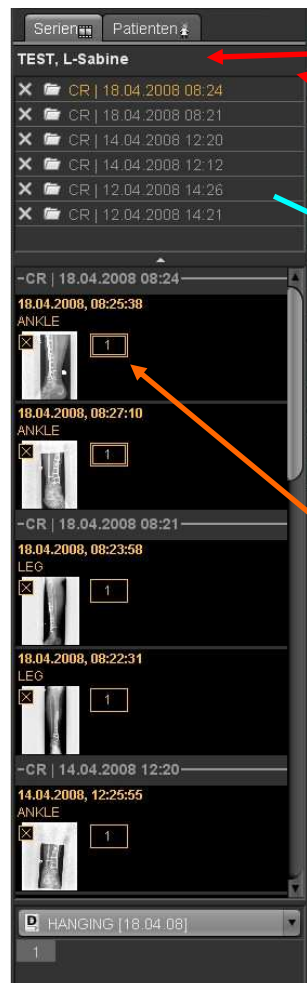 Serien Patienten
TEST, L-Sabine
CR | 18.04.2008 08:24
CR | 18.04.2008 08:21
CR | 14.04.2008 12:20
CR | 14.04.2008 12:12
CR | 12.04.2008 14:26
CR | 12.04.2008 14:21
-CR | 18.04.2008 08:24
18.04.2008, 08:25:38
ANKLE
1
18.04.2008, 08:27:10
ANKLE
1
-CR | 18.04.2008 08:21
18.04.2008, 08:23:58
LEG
1
18.04.2008, 08:22:31
LEG
1
-CR | 14.04.2008 12:20
14.04.2008, 12:25:55
ANKLE
1
D HANGING [18.04.08]
1